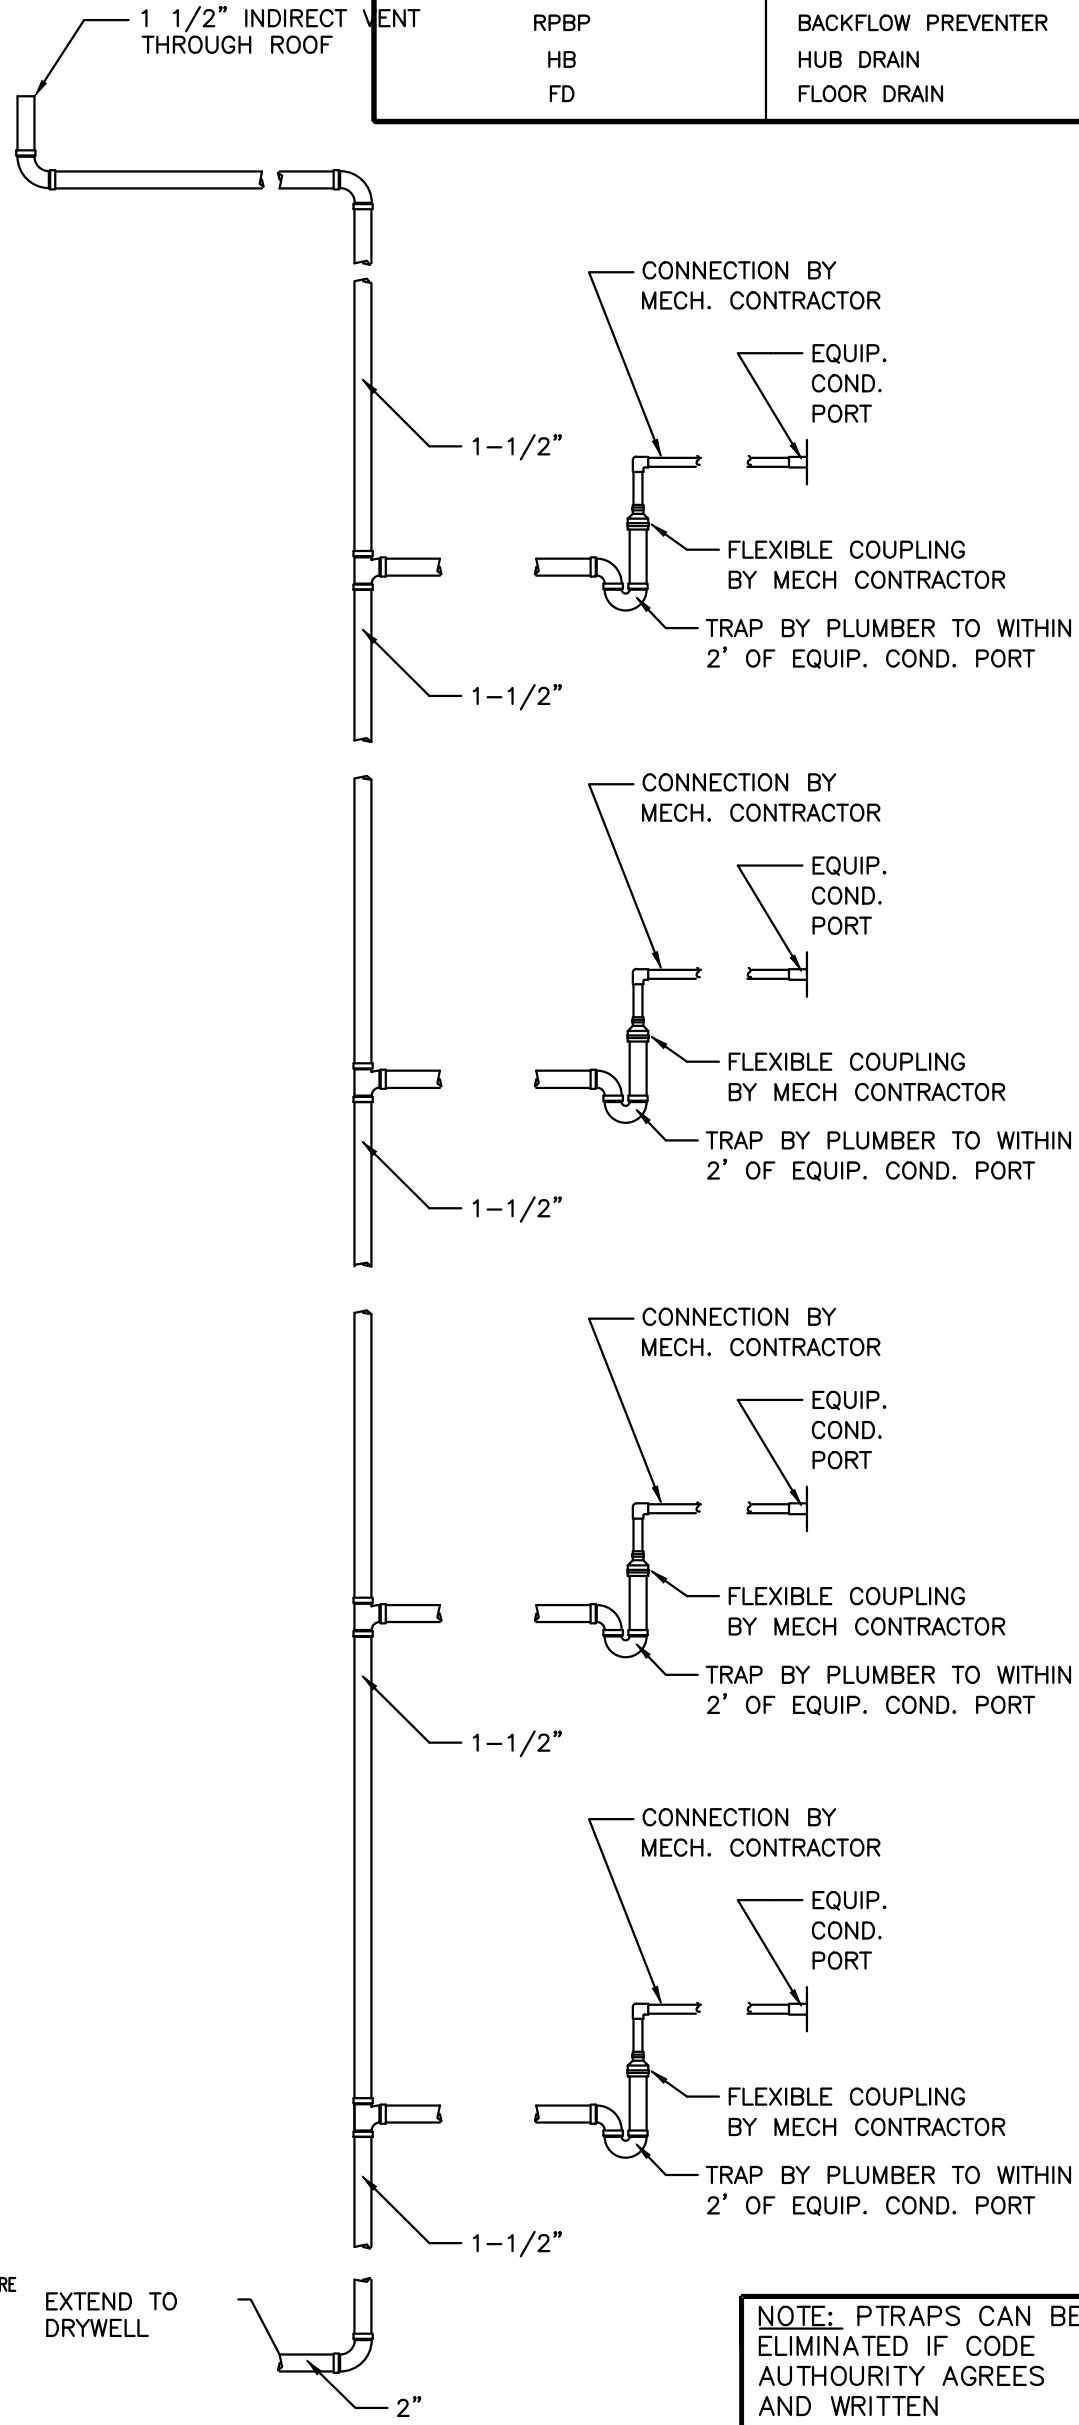 1 1/2" INDIRECT VENT
THROUGH ROOF
RPBP BACKFLOW PREVENTER
HB HUB DRAIN
FD FLOOR DRAIN
CONNECTION BY
MECH. CONTRACTOR
EQUIP.
COND.
PORT
1-1/2"
FLEXIBLE COUPLING
BY MECH CONTRACTOR
TRAP BY PLUMBER TO WITHIN
2' OF EQUIP. COND. PORT
1-1/2"
CONNECTION BY
MECH. CONTRACTOR
EQUIP.
COND.
PORT
FLEXIBLE COUPLING
BY MECH CONTRACTOR
TRAP BY PLUMBER TO WITHIN
2' OF EQUIP. COND. PORT
1-1/2"
CONNECTION BY
MECH. CONTRACTOR
EQUIP.
COND.
PORT
FLEXIBLE COUPLING
BY MECH CONTRACTOR
TRAP BY PLUMBER TO WITHIN
2' OF EQUIP. COND. PORT
1-1/2"
CONNECTION BY
MECH. CONTRACTOR
EQUIP.
COND.
PORT
FLEXIBLE COUPLING
BY MECH CONTRACTOR
TRAP BY PLUMBER TO WITHIN
2' OF EQUIP. COND. PORT
1-1/2"
RE
EXTEND TO
DRYWELL
2"
NOTE: PTRAPS CAN BE
ELIMINATED IF CODE
AUTHOURITY AGREES
AND WRITTEN